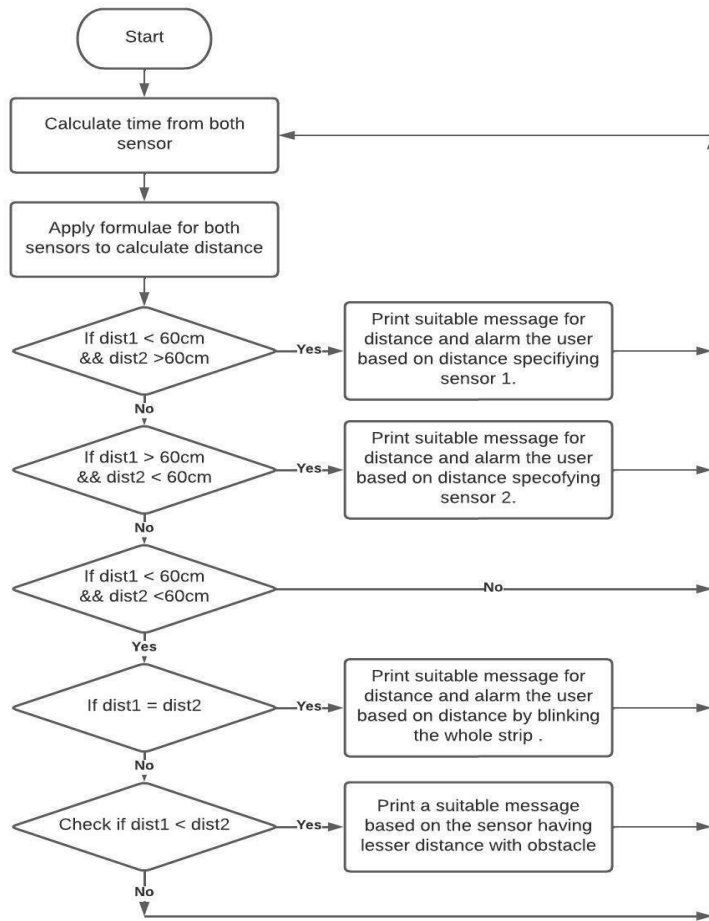 Start
Calculate time from both
sensor
Apply formulae for both
sensors to calculate distance
If dist1 < 60cm
&& dist2 >60cm
Yes
Print suitable message for
distance and alarm the user
based on distance specifiying
sensor 1.
No
If dist1 > 60cm
&& dist2 < 60cm
Yes
Print suitable message for
distance and alarm the user
based on distance specofying
sensor 2.
No
If dist1 < 60cm
&& dist2 <60cm
No
Yes
If dist1 = dist2
Yes
Print suitable message for
distance and alarm the user
based on distance by blinking
the whole strip .
No
Check if dist1 < dist2
Yes
Print a suitable message
based on the sensor having
lesser distance with obstacle
No